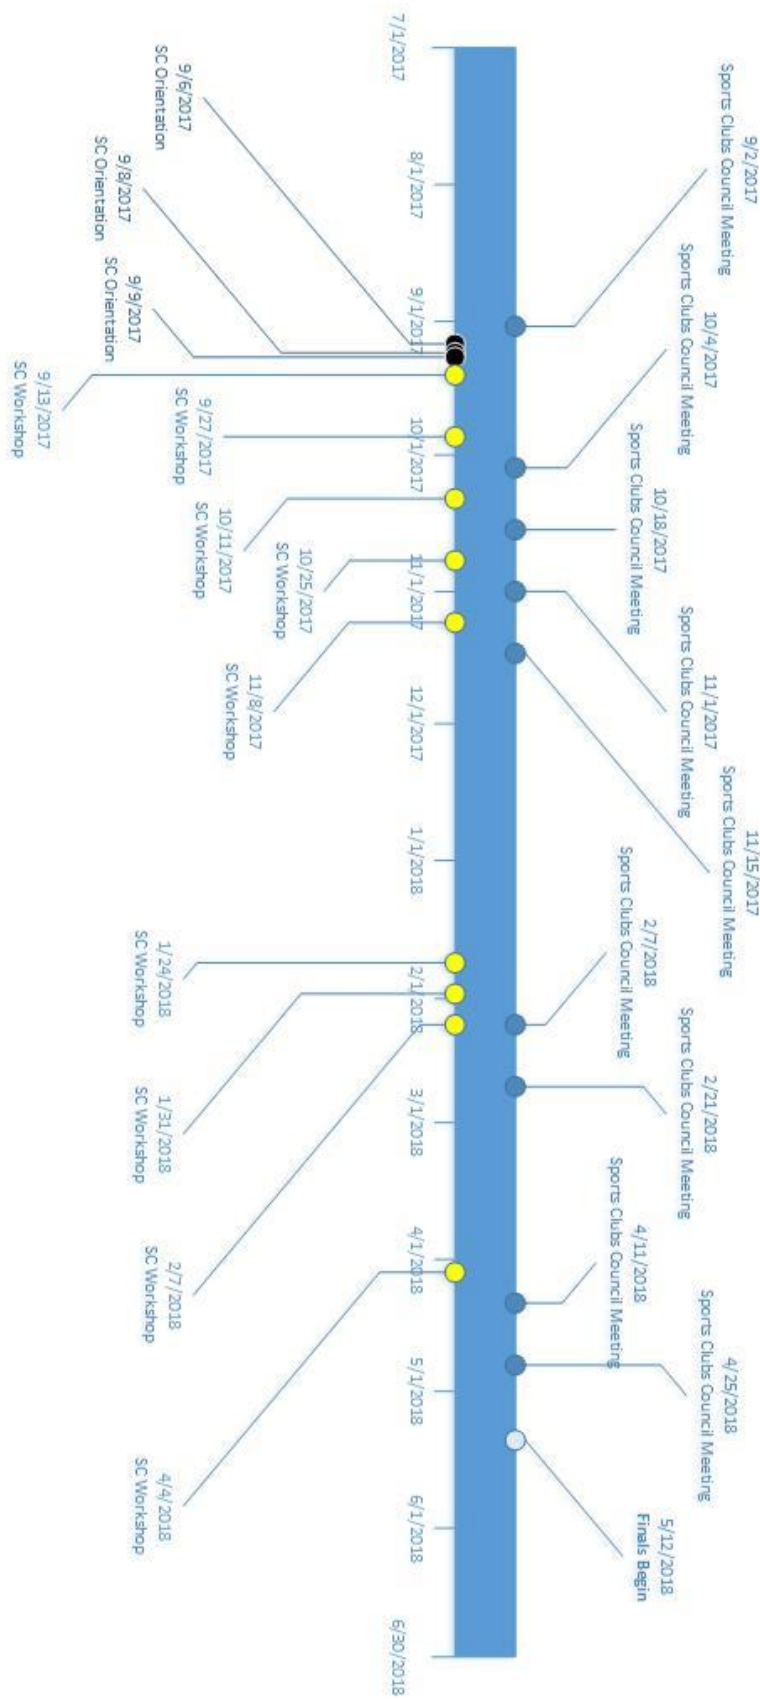 9/2/2017
Sports Clubs Council Meeting
10/4/2017
Sports Clubs Council Meeting
10/18/2017
Sports Clubs Council Meeting
11/1/2017
Sports Clubs Council Meeting
11/15/2017
Sports Clubs Council Meeting
2/7/2018
Sports Clubs Council Meeting
2/21/2018
Sports Clubs Council Meeting
4/11/2018
Sports Clubs Council Meeting
4/25/2018
Sports Clubs Council Meeting
5/12/2018
Finals Begin
7/1/2017
8/1/2017
9/1/2017
10/1/2017
11/1/2017
12/1/2017
1/1/2018
2/1/2018
3/1/2018
4/1/2018
5/1/2018
6/1/2018
6/30/2018
9/6/2017
SC Orientation
9/8/2017
SC Orientation
9/9/2017
SC Orientation
9/13/2017
SC Workshop
9/27/2017
SC Workshop
10/11/2017
SC Workshop
10/25/2017
SC Workshop
11/8/2017
SC Workshop
1/24/2018
SC Workshop
1/31/2018
SC Workshop
2/7/2018
SC Workshop
4/4/2018
SC Workshop